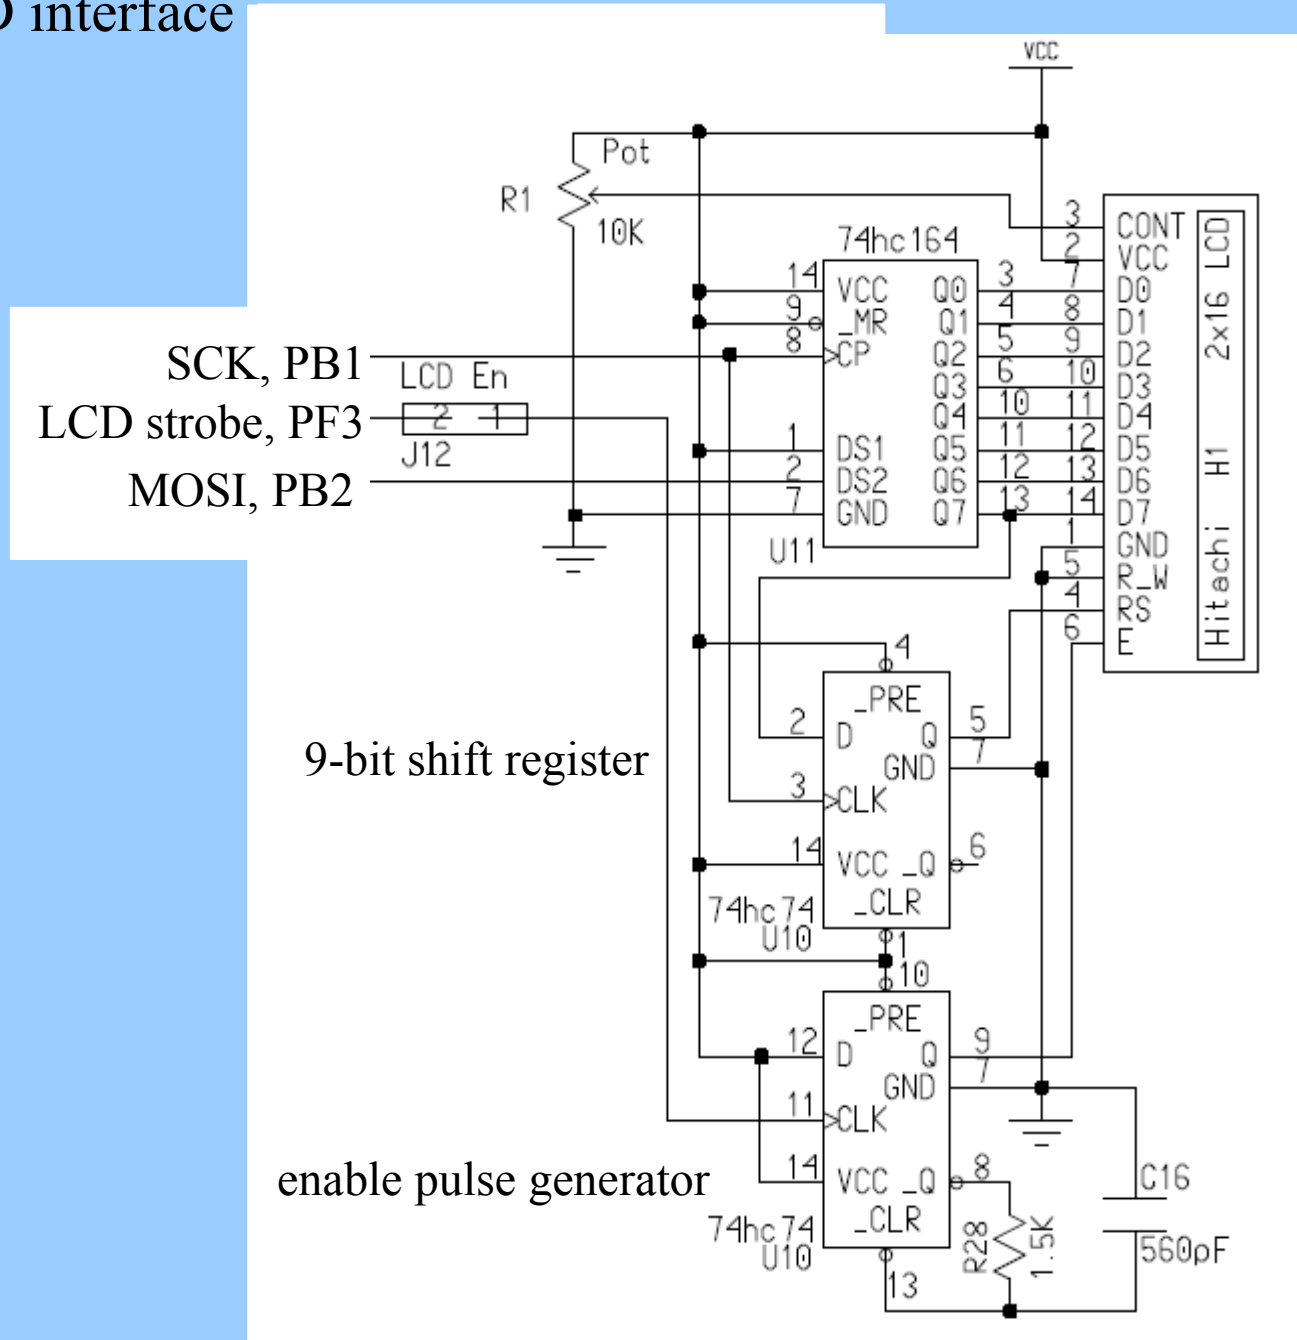 D interface
VCC
Pot
R1
10K
74hc164
14 VCC Q0 3
9 _MR Q1 4
8 CP Q2 5
Q3 6
Q4 10
1 DS1 Q5 11
2 DS2 Q6 12
7 GND Q7 13
U11
3 CONT
2 VCC
7 D0
8 D1
9 D2
10 D3
11 D4
12 D5
13 D6
14 D7
1 GND
5 R_W
4 RS
6 E
Hitachi H1 2x16 LCD
SCK, PB1
LCD En
LCD strobe, PF3
2 1
J12
MOSI, PB2
9-bit shift register
4
_PRE
2 D Q 5
GND 7
3 CLK
14 VCC _Q 6
_CLR
74hc74
U10
1
10
_PRE
12 D Q 9
GND 7
11 CLK
enable pulse generator
14 VCC _Q 8
_CLR
74hc74
U10
13
R28
1.5K
C16
560pF